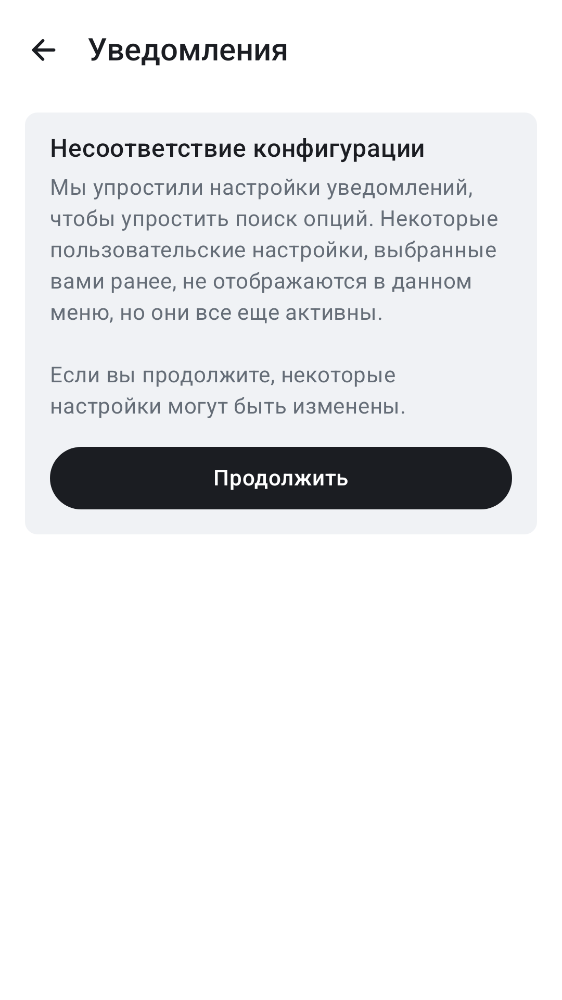 Уведомления
Несоответствие конфигурации
Мы упростили настройки уведомлений,
чтобы упростить поиск опций. Некоторые
пользовательские настройки, выбранные
вами ранее, не отображаются в данном
меню, но они все еще активны.
Если вы продолжите, некоторые
настройки могут быть изменены.
Продолжить